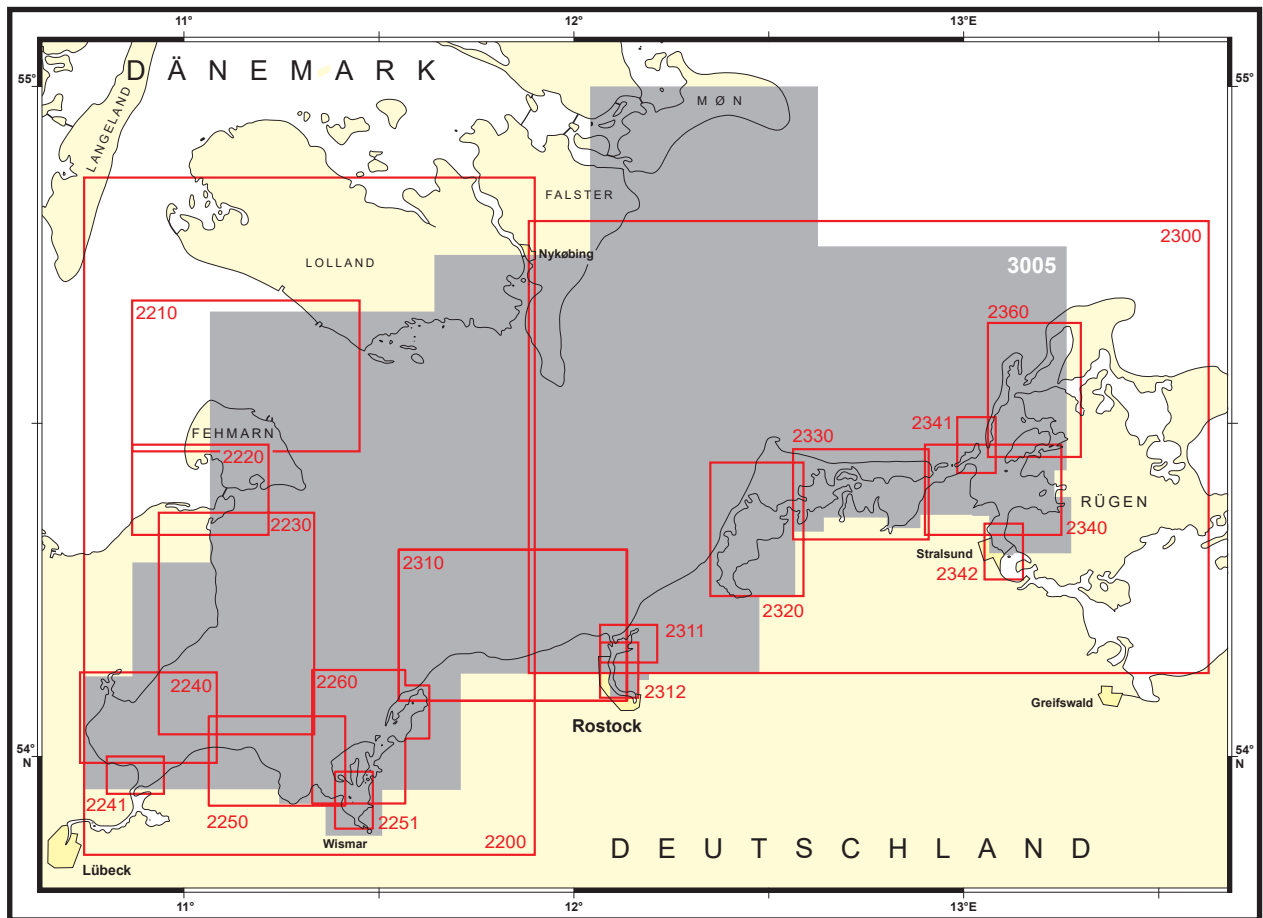 11°
12°
13°E
55°
55°
DÄNEMARK
LANGELAND
MØN
FALSTER
2300
Nykøbing
LOLLAND
3005
2210
2360
2341
FEHMARN
2330
2220
2230
RÜGEN
2340
2310
Stralsund
2342
2320
2311
2240
2260
2312
Greifswald
Rostock
54°
N
54°
N
2241
2250
2251
2200
Wismar
DEUTSCHLAND
Lübeck
11°
12°
13°E